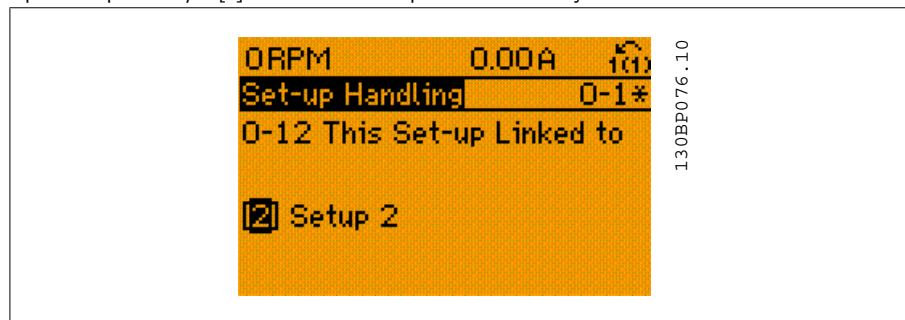 0RPM 0.00A 1(1)
Set-up Handling 0-1*
0-12 This Set-up Linked to
[2] Setup 2
130BP076.10